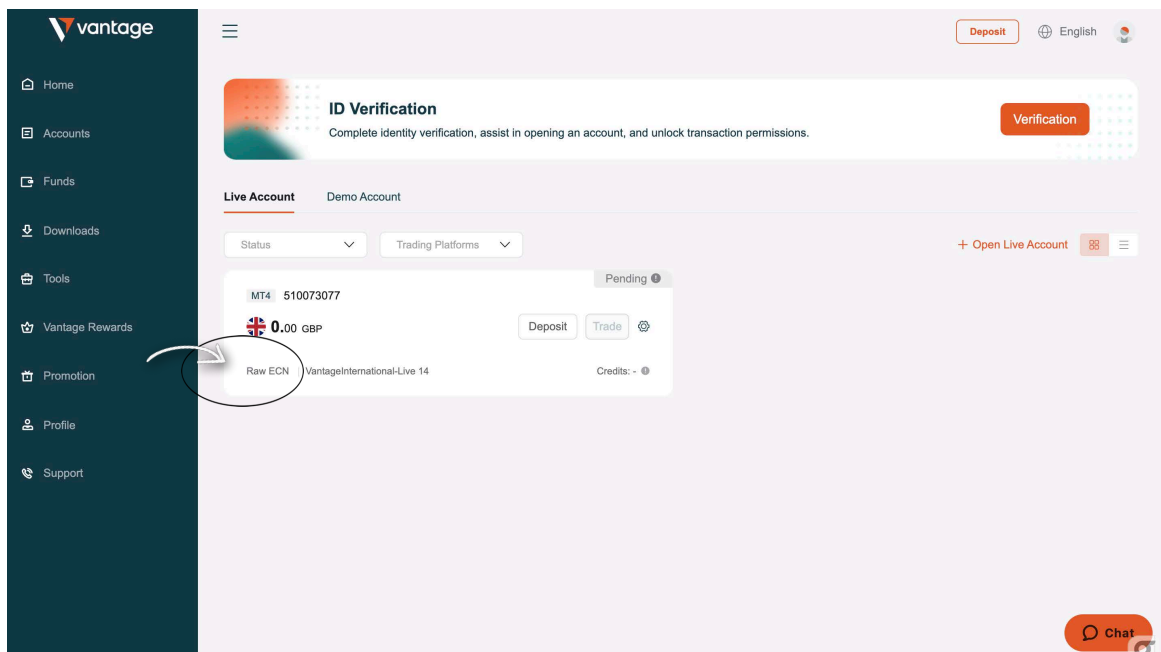 vantage
Deposit
English
Home
Accounts
Funds
Downloads
Tools
Vantage Rewards
Promotion
Profile
Support
ID Verification
Complete identity verification, assist in opening an account, and unlock transaction permissions.
Verification
Live Account
Demo Account
Status
Trading Platforms
+ Open Live Account
Pending
MT4 510073077
0.00 GBP
Deposit
Trade
Raw ECN
VantageInternational-Live 14
Credits: -
Chat